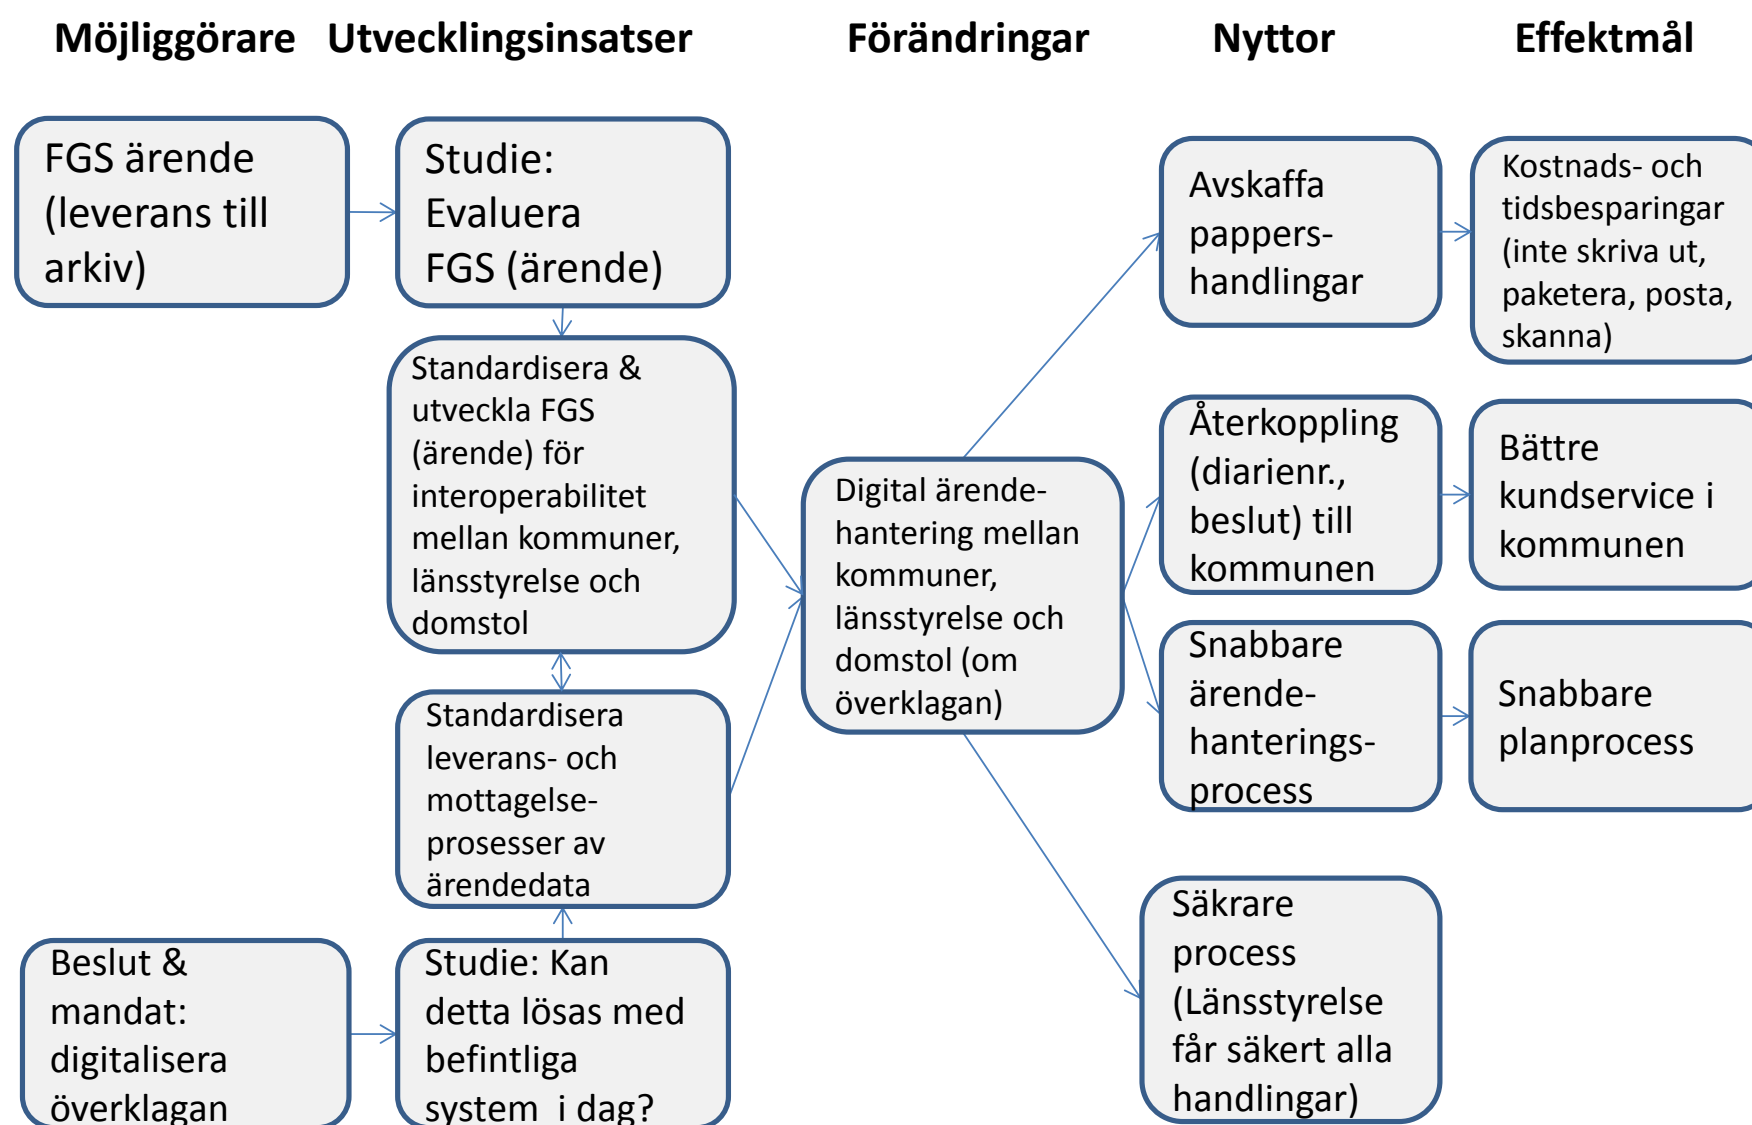 Möjliggörare Utvecklingsinsatser Förändringar Nyttor Effektmål
FGS ärende
(leverans till
arkiv)
Studie:
Evaluera
FGS (ärende)
Standardisera &
utveckla FGS
(ärende) för
interoperabilitet
mellan kommuner,
länsstyrelse och
domstol
Standardisera
leverans- och
mottagelse-
prosesser av
ärendedata
Beslut &
mandat:
digitalisera
överklagan
Studie: Kan
detta lösas med
befintliga
system i dag?
Digital ärende-
hantering mellan
kommuner,
länsstyrelse och
domstol (om
överklagan)
Avskaffa
pappers-
handlingar
Återkoppling
(diarienr.,
beslut) till
kommunen
Snabbare
ärende-
hanterings-
process
Säkrare
process
(Länsstyrelse
får säkert alla
handlingar)
Kostnads- och
tidsbesparingar
(inte skriva ut,
paketera, posta,
skanna)
Bättre
kundservice i
kommunen
Snabbare
planprocess